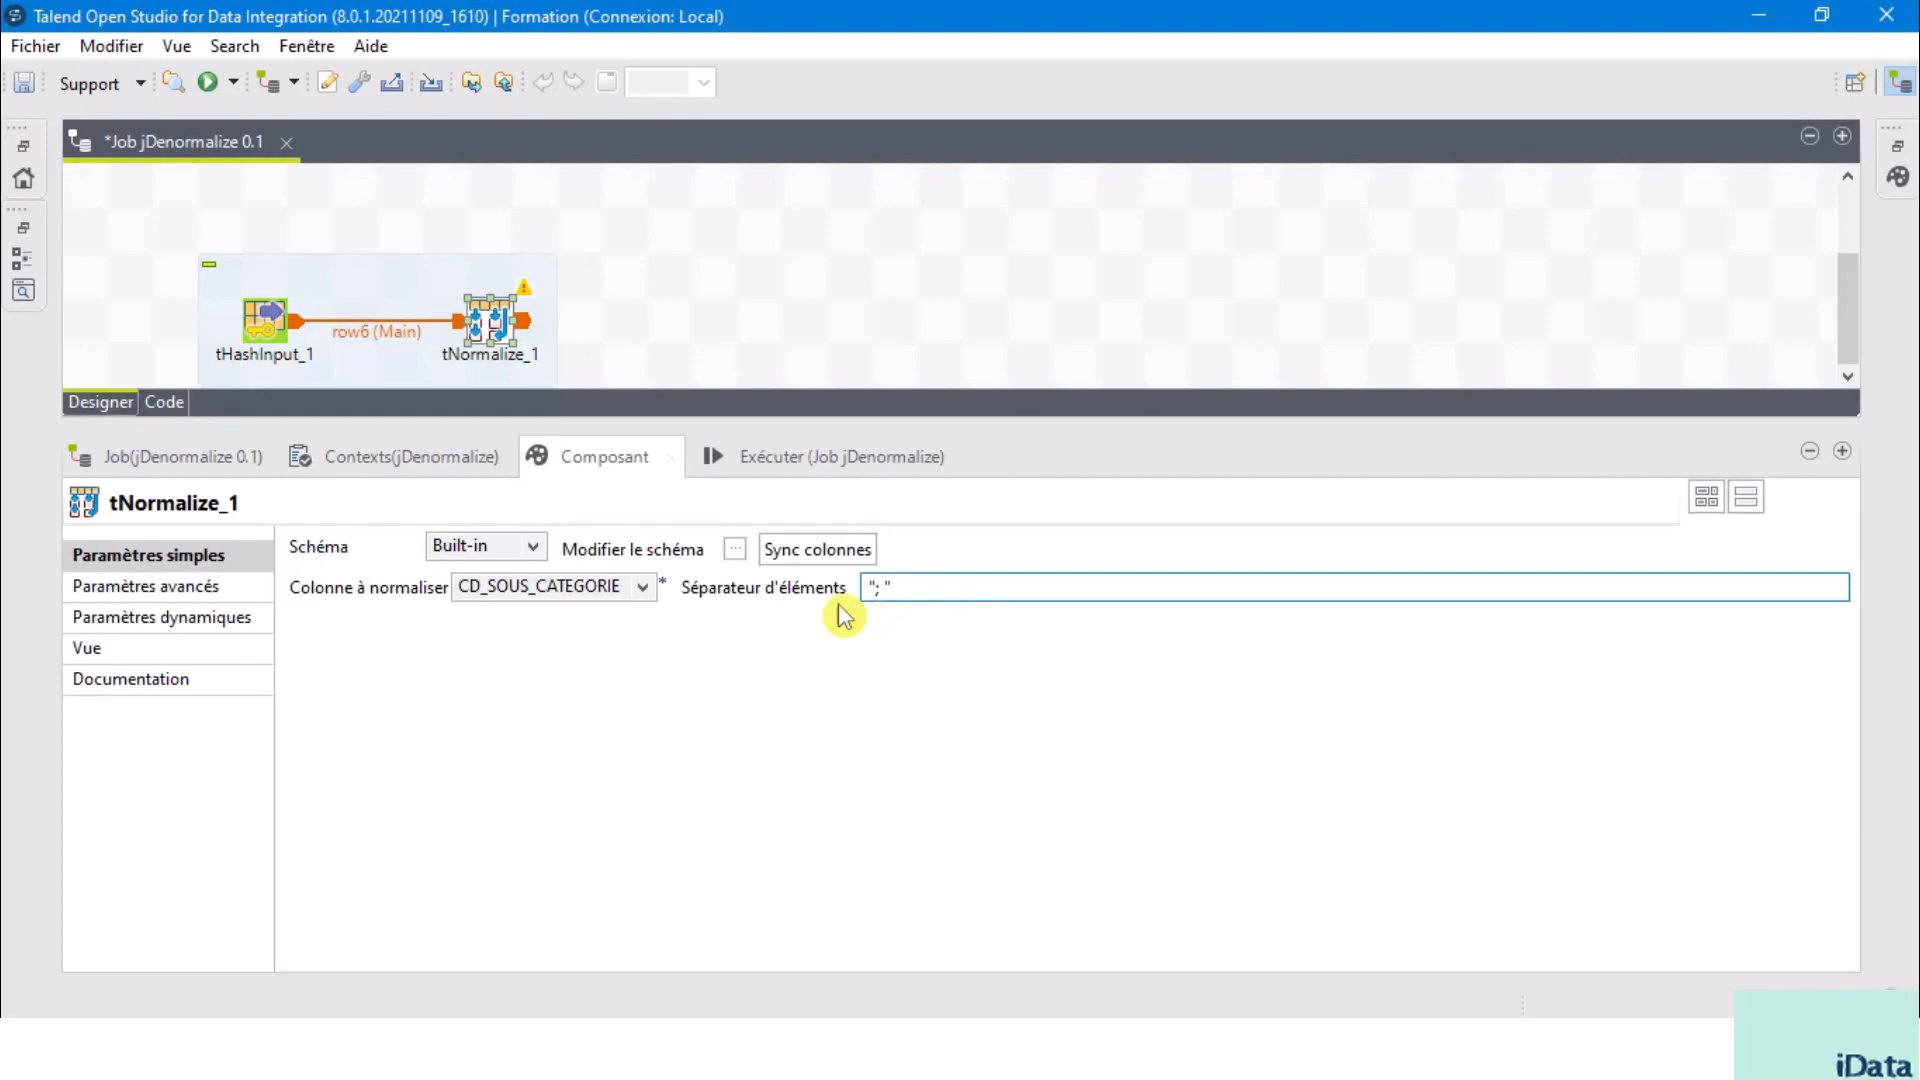 Talend Open Studio for Data Integration (8.0.1.20211109_1610) | Formation (Connexion: Local)
Fichier Modifier Vue Search Fenêtre Aide
Support
*Job jDenormalize 0.1
row6 (Main)
tHashInput_1 tNormalize_1
Designer Code
Job(jDenormalize 0.1) Contexts(jDenormalize) Composant Exécuter (Job jDenormalize)
tNormalize_1
Paramètres simples
Paramètres avancés
Paramètres dynamiques
Vue
Documentation
Schéma Built-in Modifier le schéma ... Sync colonnes
Colonne à normaliser CD_SOUS_CATEGORIE * Séparateur d'éléments "; "
iData